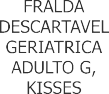 FRALDA
DESCARTAVEL
GERIATRICA
ADULTO G,
KISSES